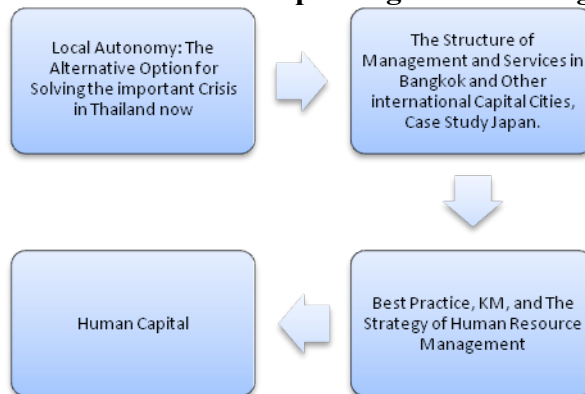 Local Autonomy: The
Alternative Option for
Solving the important Crisis
in Thailand now
The Structure of
Management and Services in
Bangkok and Other
international Capital Cities,
Case Study Japan.
Best Practice, KM, and The
Strategy of Human Resource
Management
Human Capital